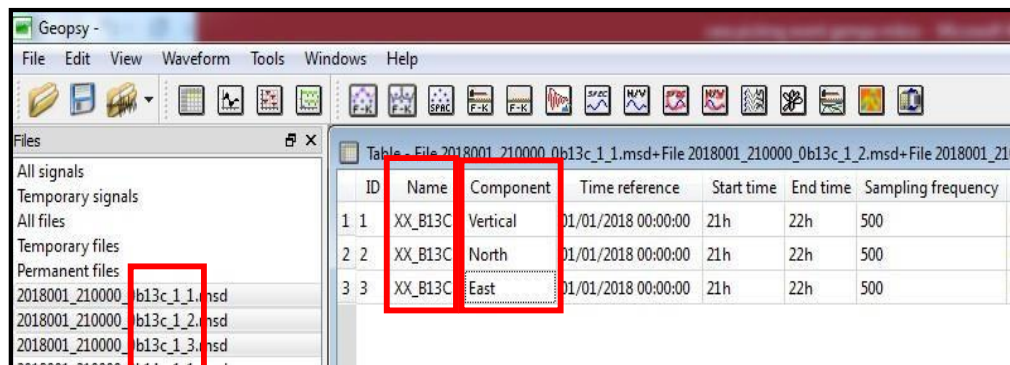 Geopsy -
File Edit View Waveform Tools Windows Help
F-K F-K SPAC F-K F-K SPEC H/V
Files
Table - File 2018001_210000_0b13c_1_1.msd+File 2018001_210000_0b13c_1_2.msd+File 2018001_21
All signals
Temporary signals
All files
Temporary files
Permanent files
2018001_210000_0b13c_1_1.msd
2018001_210000_0b13c_1_2.msd
2018001_210000_0b13c_1_3.msd
ID Name Component Time reference Start time End time Sampling frequency
1 1 XX_B13C Vertical 01/01/2018 00:00:00 21h 22h 500
2 2 XX_B13C North 01/01/2018 00:00:00 21h 22h 500
3 3 XX_B13C East 01/01/2018 00:00:00 21h 22h 500